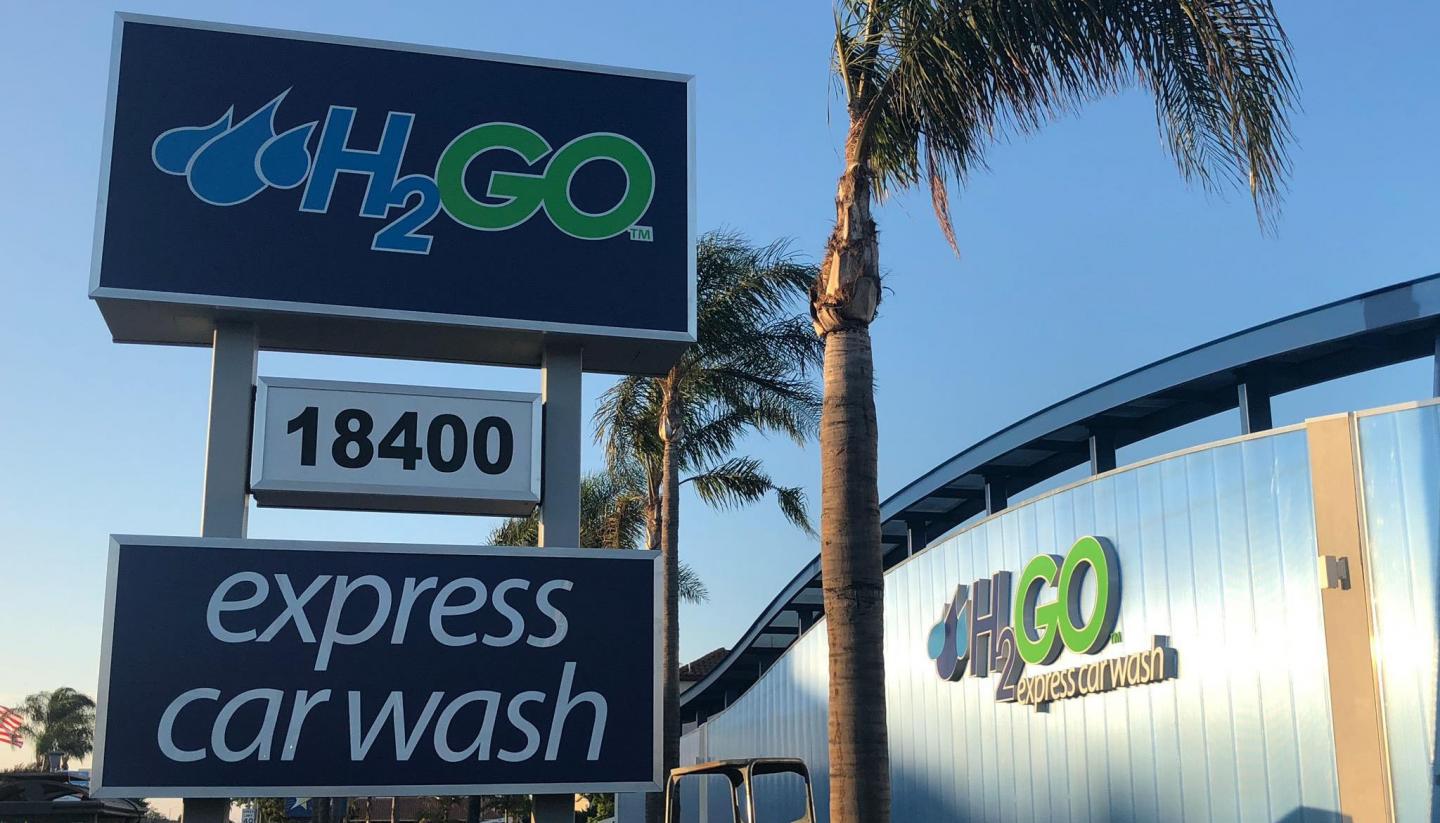 H2GO™
18400
express
car wash
H2GO™
express car wash